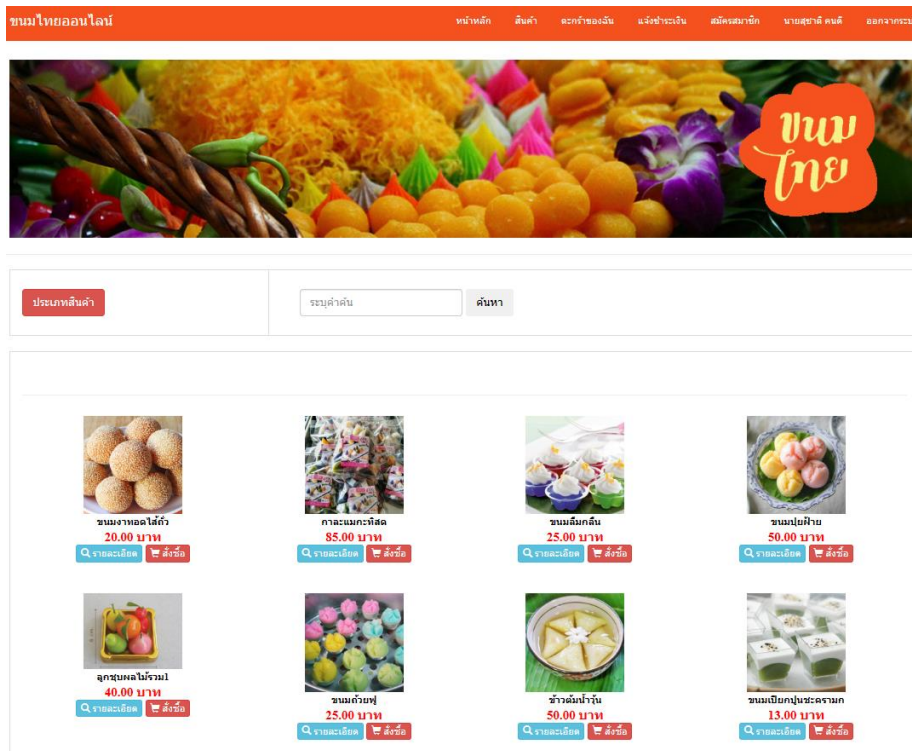 ขนมไทยออนไลน์
หน้าหลัก สินค้า ตะกร้าของฉัน แจ้งชำระเงิน สมัครสมาชิก นายสุชาติ คนดี ออกจากระบ
ขนม
ไทย
ประเภทสินค้า
ระบุคำค้น ค้นหา
ขนมงาทอดไส้ถั่ว กาละแมกะทิสด ขนมลืมกลืน ขนมปุยฝ้าย
20.00 บาท 85.00 บาท 25.00 บาท 50.00 บาท
รายละเอียด สั่งซื้อ รายละเอียด สั่งซื้อ รายละเอียด สั่งซื้อ รายละเอียด สั่งซื้อ
ลูกชุบผลไม้รวม1
40.00 บาท
รายละเอียด สั่งซื้อ
ขนมถ้วยฟู ข้าวต้มน้ำวุ้น ขนมเปียกปูนชะครามก
25.00 บาท 50.00 บาท 13.00 บาท
รายละเอียด สั่งซื้อ รายละเอียด สั่งซื้อ รายละเอียด สั่งซื้อ